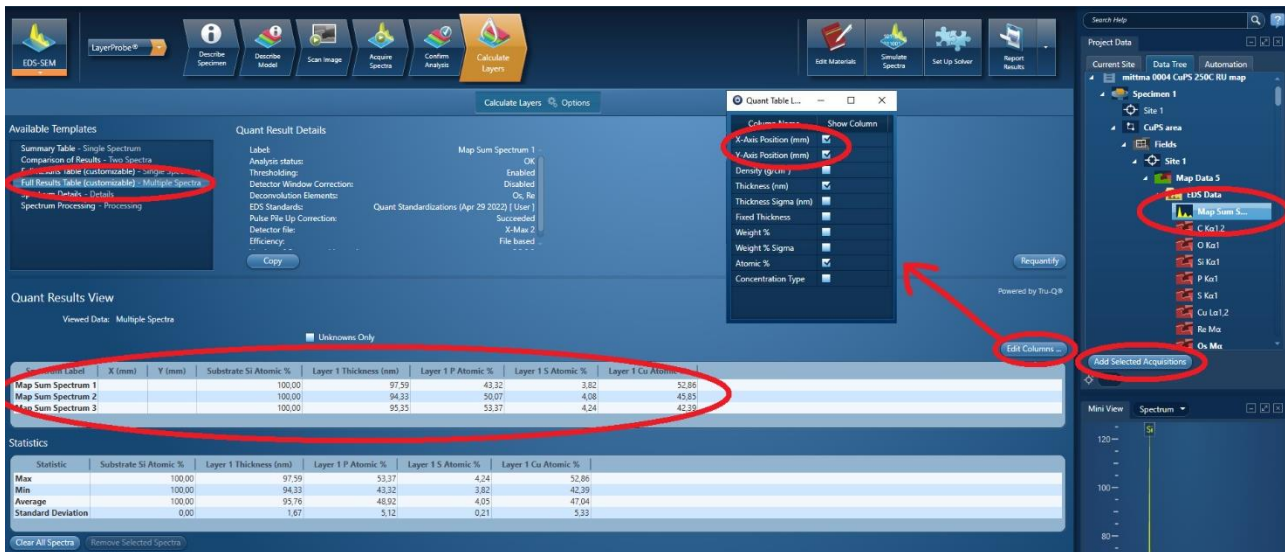 Search Help
EDS-SEM
LayerProbe®
Describe Specimen
Describe Model
Scan Image
Acquire Spectra
Confirm Analysis
Calculate Layers
Edit Materials
Simulate Spectra
Set Up Solver
Report Results
Project Data
Current Site Data Tree Automation
mittma 0004 CuPS 250C RU map
Specimen 1
Site 1
CuPS area
Fields
Site 1
Map Data 5
EDS Data
Map Sum S...
C Kα1,2
O Kα1
Si Kα1
P Kα1
S Kα1
Cu Lα1,2
Re Mα
Os Mα
Add Selected Acquisitions
Calculate Layers Options
Available Templates
Summary Table - Single Spectrum
Comparison of Results - Two Spectra
Full Results Table (customizable) - Single Spectrum
Full Results Table (customizable) - Multiple Spectra
Spectrum Details - Details
Spectrum Processing - Processing
Quant Result Details
Label: Map Sum Spectrum 1
Analysis status: OK
Thresholding: Enabled
Detector Window Correction: Disabled
Deconvolution Elements: Os, Re
EDS Standards: Quant Standardizations (Apr 29 2022) [ User ]
Pulse Pile Up Correction: Succeeded
Detector file: X-Max 2
Efficiency: File based
Copy
Quant Table L...
Column Name Show Column
X-Axis Position (mm)
Y-Axis Position (mm)
Density (g/cm³)
Thickness (nm)
Thickness Sigma (nm)
Fixed Thickness
Weight %
Weight % Sigma
Atomic %
Concentration Type
Requantify
Quant Results View
Powered by Tru-Q®
Viewed Data: Multiple Spectra
Unknowns Only
Edit Columns ...
Spectrum Label X (mm) Y (mm) Substrate Si Atomic % Layer 1 Thickness (nm) Layer 1 P Atomic % Layer 1 S Atomic % Layer 1 Cu Atomic %
Map Sum Spectrum 1 100,00 97,59 43,32 3,82 52,86
Map Sum Spectrum 2 100,00 94,33 50,07 4,08 45,85
Map Sum Spectrum 3 100,00 95,35 53,37 4,24 42,39
Statistics
Statistic Substrate Si Atomic % Layer 1 Thickness (nm) Layer 1 P Atomic % Layer 1 S Atomic % Layer 1 Cu Atomic %
Max 100,00 97,59 53,37 4,24 52,86
Min 100,00 94,33 43,32 3,82 42,39
Average 100,00 95,76 48,92 4,05 47,04
Standard Deviation 0,00 1,67 5,12 0,21 5,33
Clear All Spectra Remove Selected Spectra
Mini View Spectrum
Si
120
100
80